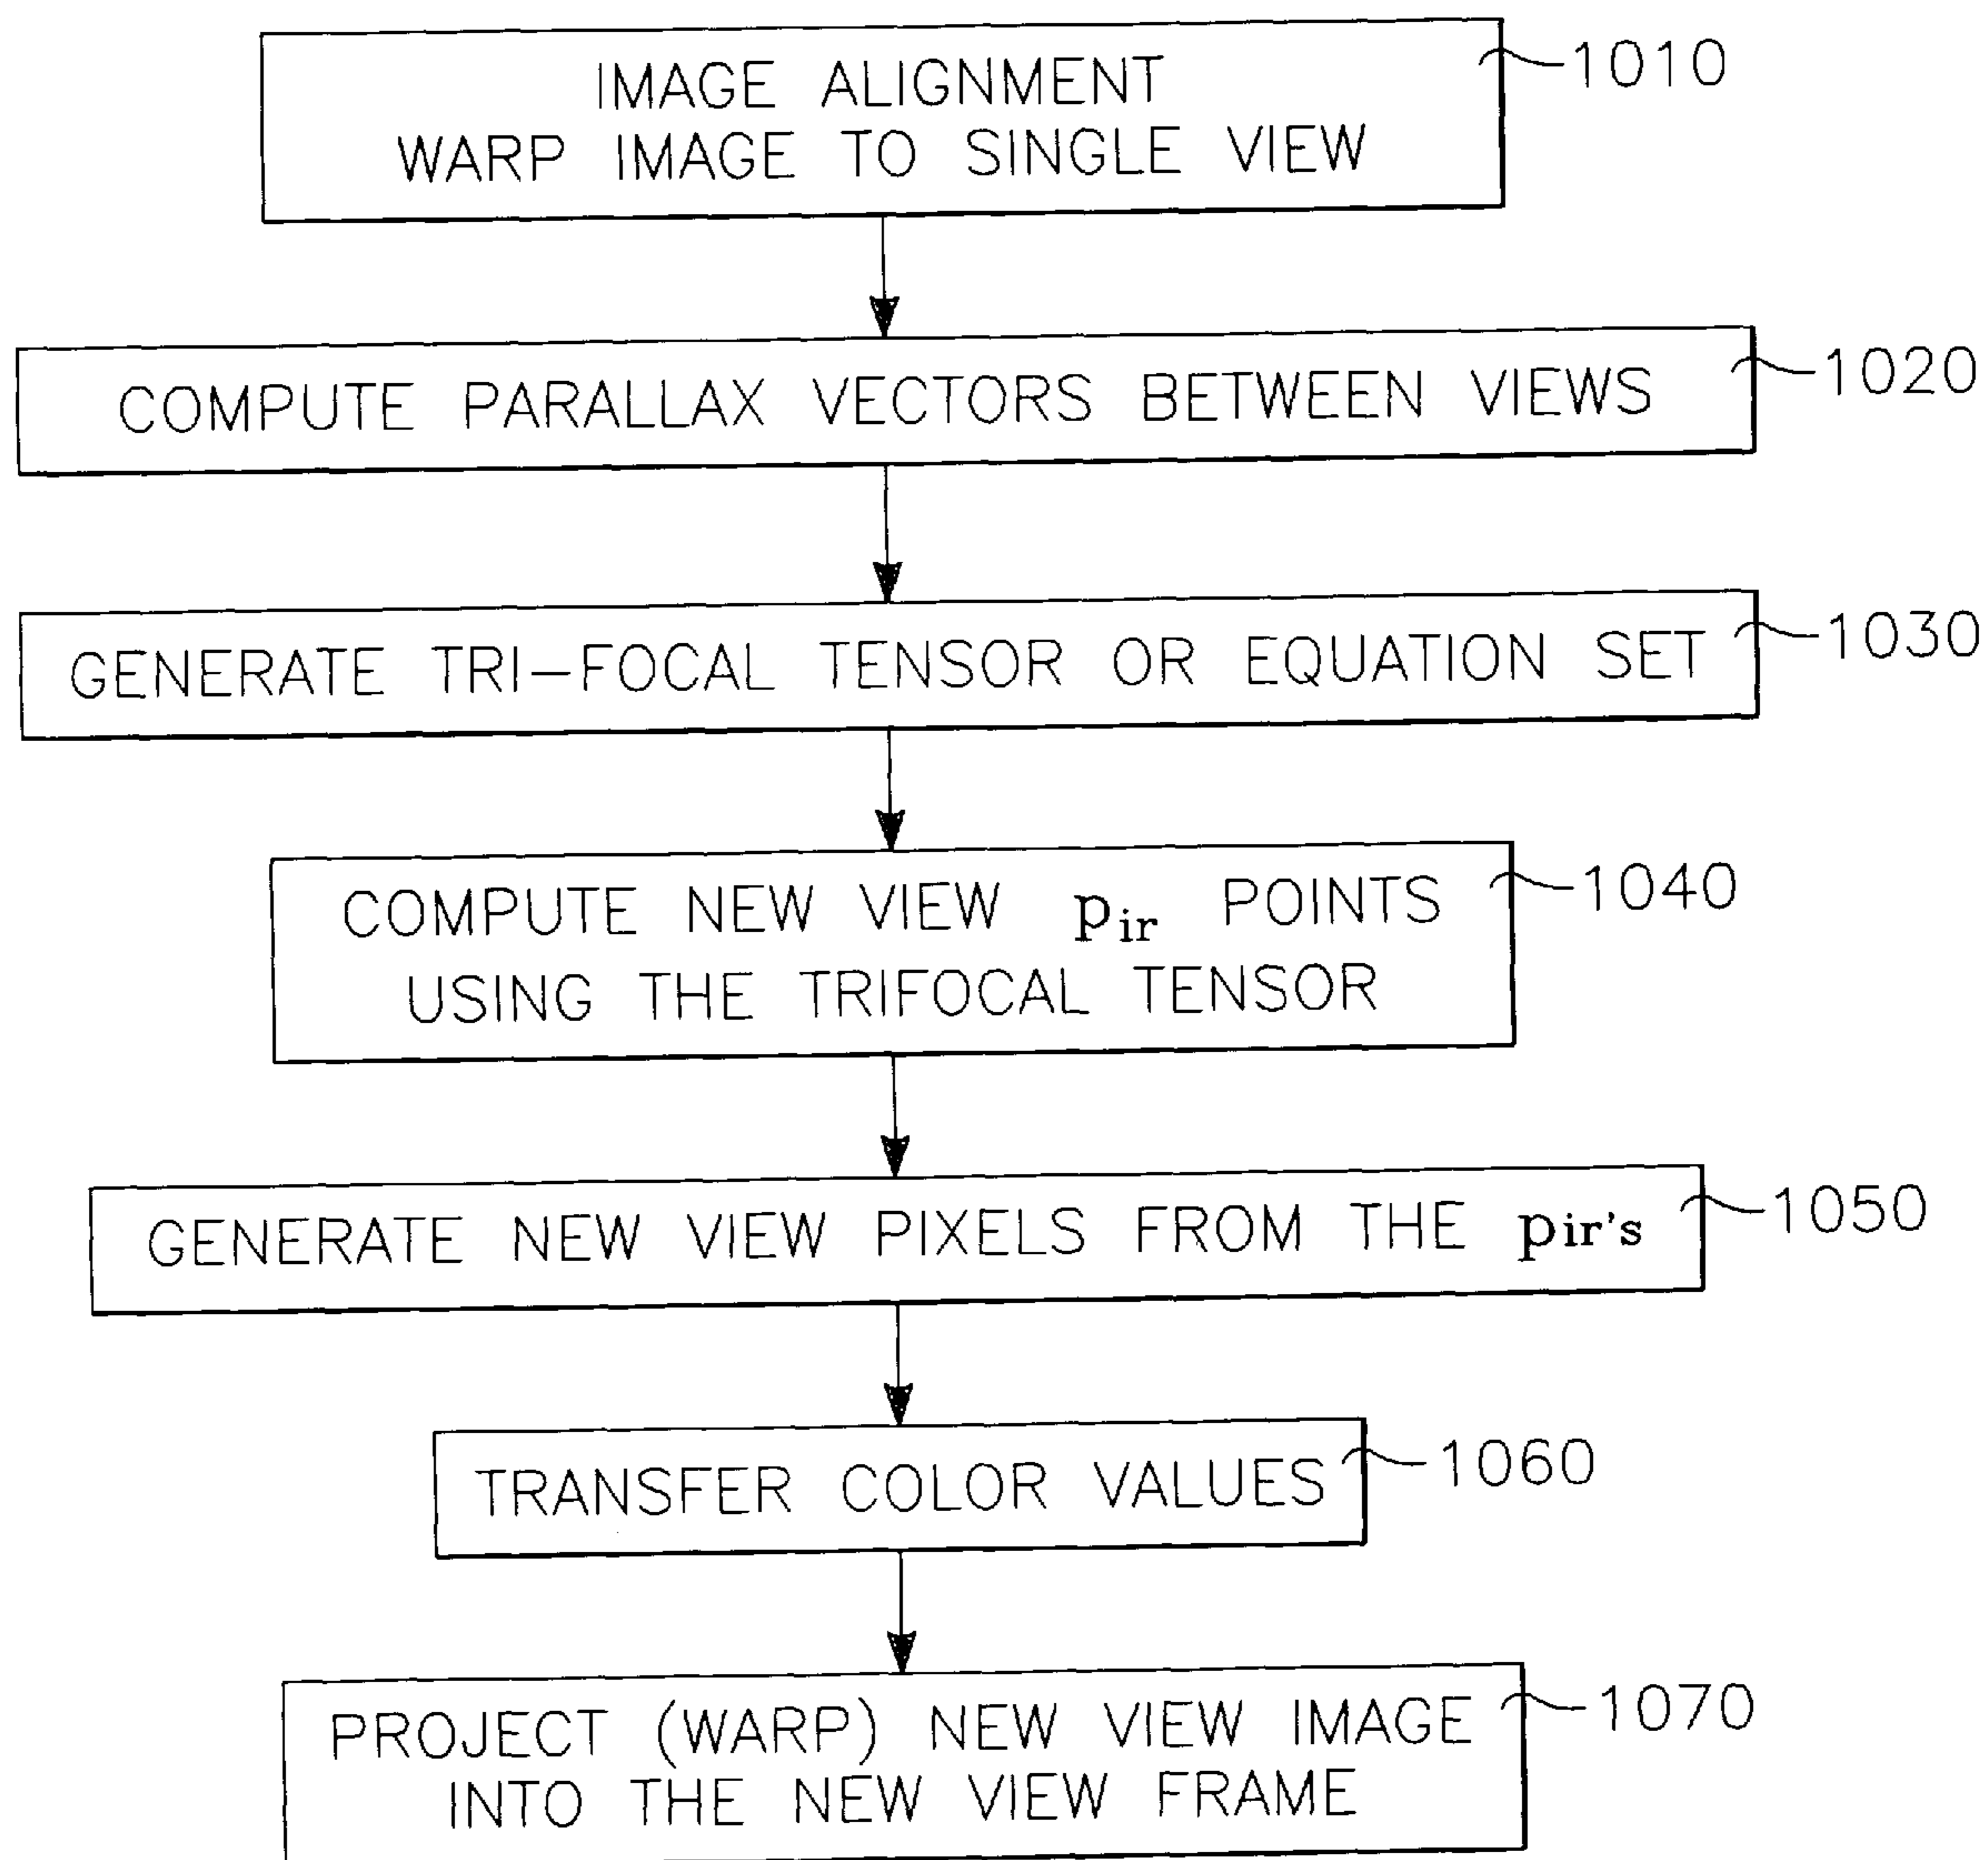 IMAGE ALIGNMENT
WARP IMAGE TO SINGLE VIEW
1010
COMPUTE PARALLAX VECTORS BETWEEN VIEWS
1020
GENERATE TRI-FOCAL TENSOR OR EQUATION SET
1030
COMPUTE NEW VIEW pir POINTS
USING THE TRIFOCAL TENSOR
1040
GENERATE NEW VIEW PIXELS FROM THE pir's
1050
TRANSFER COLOR VALUES
1060
PROJECT (WARP) NEW VIEW IMAGE
INTO THE NEW VIEW FRAME
1070